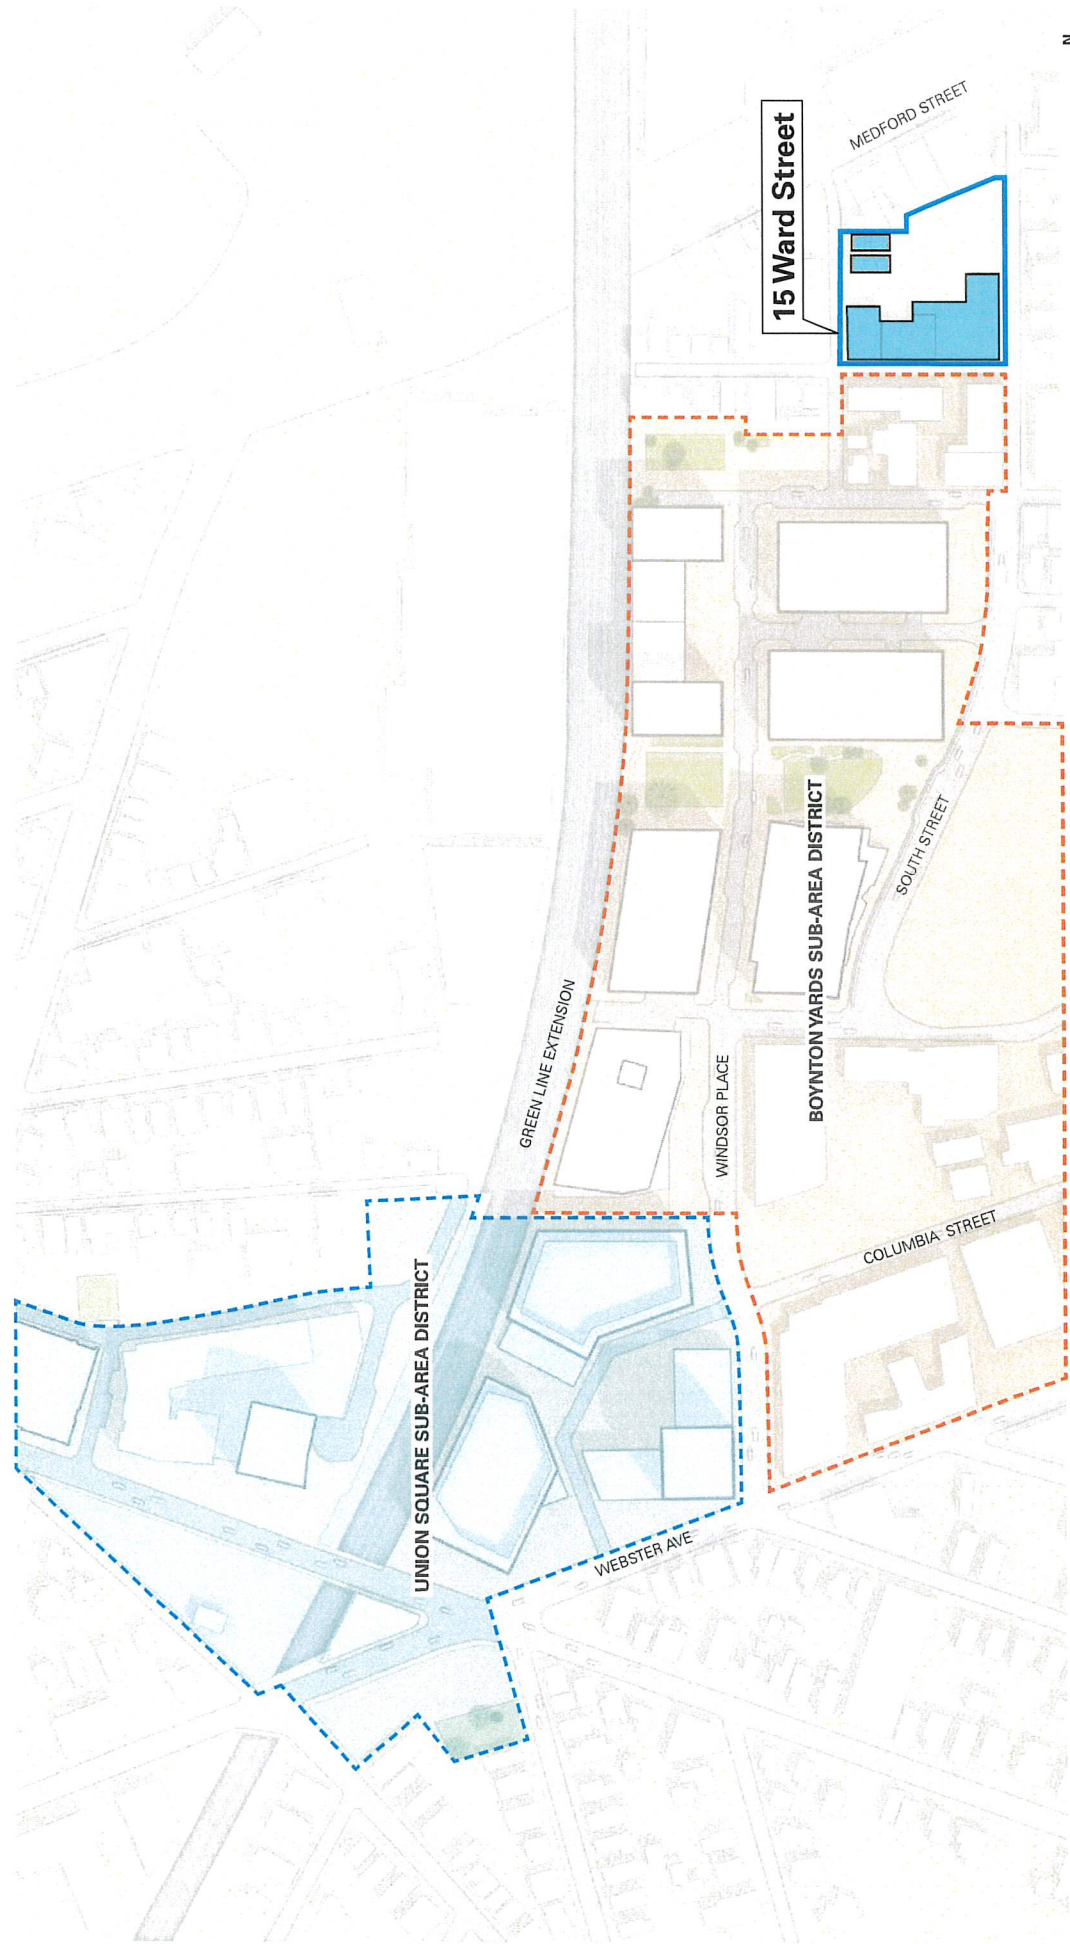 N
MEDFORD STREET
15 Ward Street
SOUTH STREET
BOYNTON YARDS SUB-AREA DISTRICT
GREEN LINE EXTENSION
WINDSOR PLACE
COLUMBIA STREET
UNION SQUARE SUB-AREA DISTRICT
WEBSTER AVE